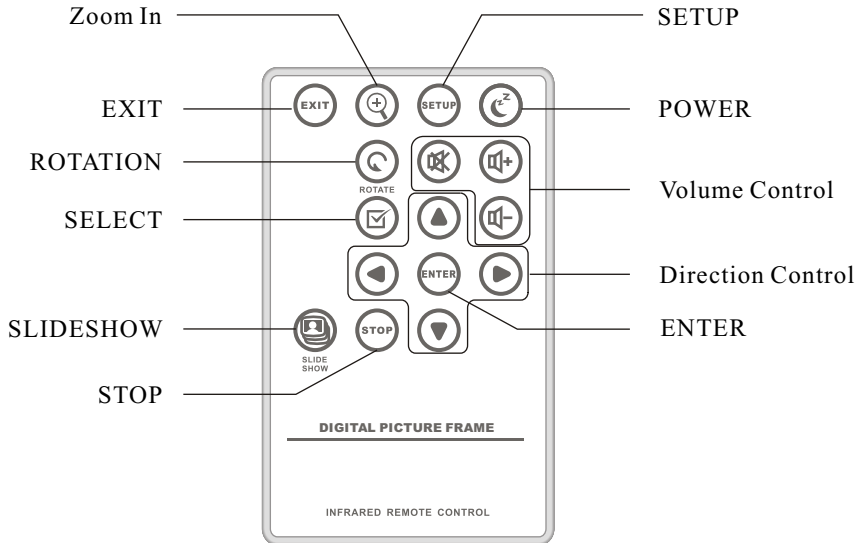 Zoom In
SETUP
EXIT
EXIT
SETUP
z
z
POWER
ROTATION
ROTATE
Volume Control
SELECT
ENTER
Direction Control
SLIDESHOW
STOP
ENTER
SLIDE
SHOW
STOP
DIGITAL PICTURE FRAME
INFRARED REMOTE CONTROL